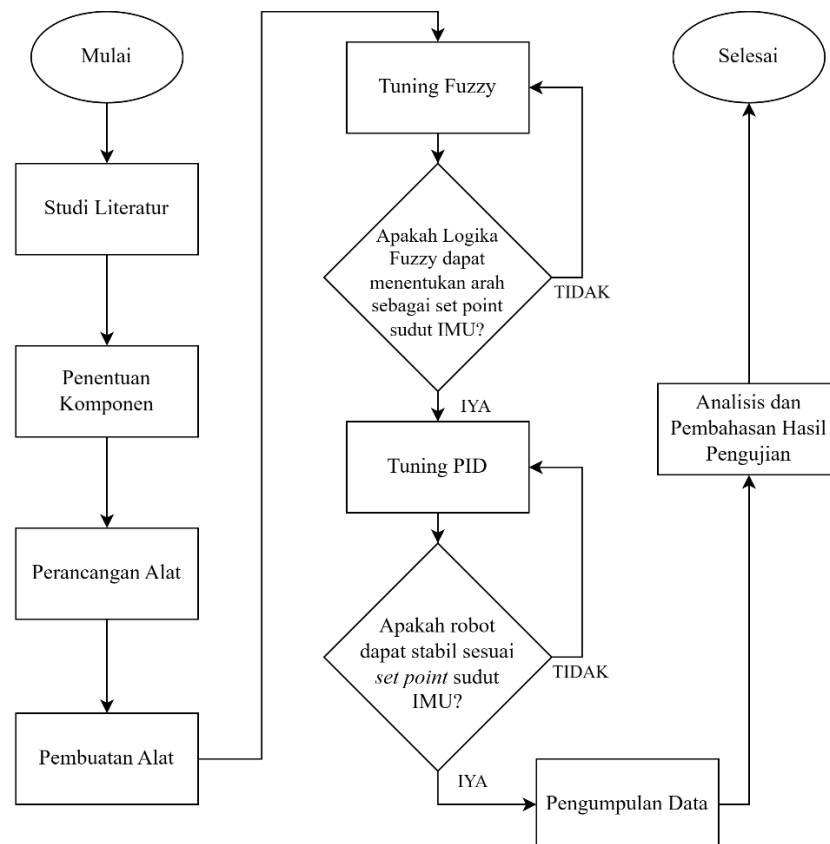 Mulai
Studi Literatur
Penentuan
Komponen
Perancangan Alat
Pembuatan Alat
Tuning Fuzzy
Apakah Logika
Fuzzy dapat
menentukan arah
sebagai set point
sudut IMU?
TIDAK
IYA
Tuning PID
Apakah robot
dapat stabil sesuai
set point sudut
IMU?
TIDAK
IYA
Pengumpulan Data
Analisis dan
Pembahasan Hasil
Pengujian
Selesai